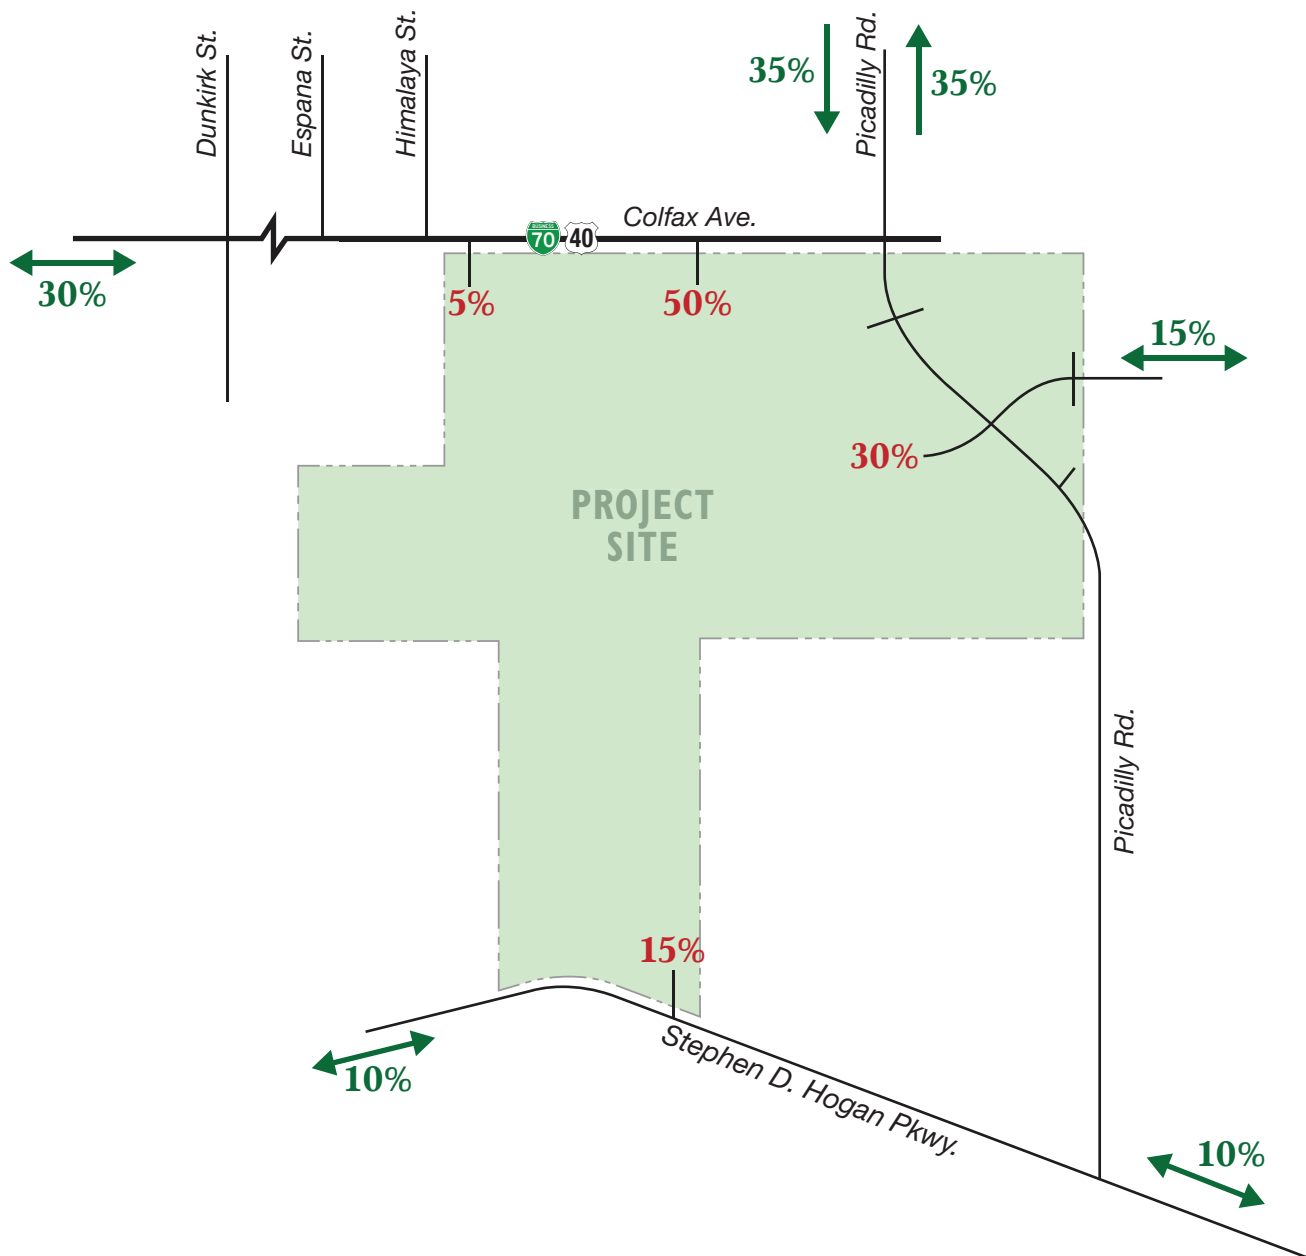 Dunkirk St.
Espana St.
Himalaya St.
35%
Picadilly Rd.
35%
Colfax Ave.
BUSINESS
70
40
30%
5%
50%
15%
30%
PROJECT
SITE
Picadilly Rd.
15%
Stephen D. Hogan Pkwy.
10%
10%